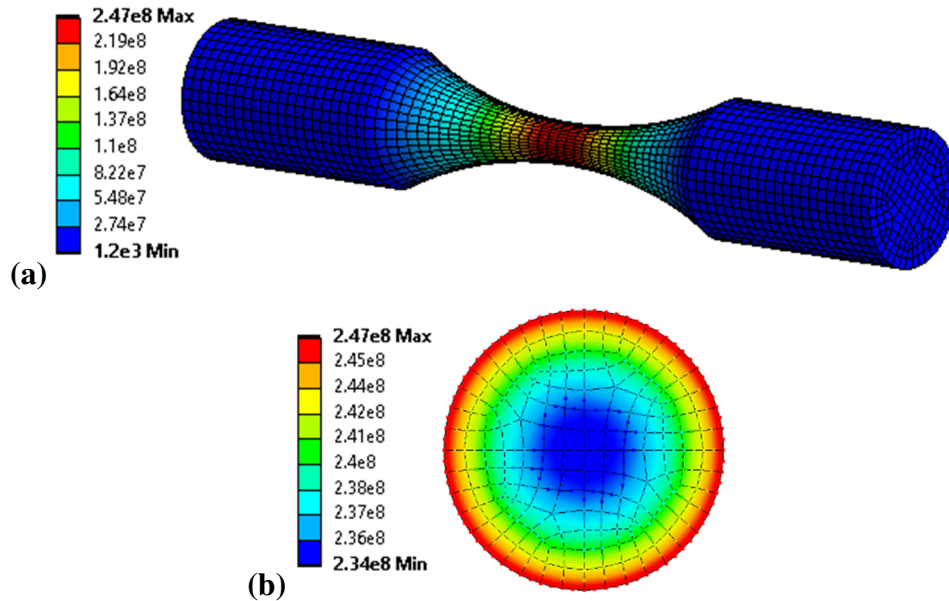 2.47e8 Max
2.19e8
1.92e8
1.64e8
1.37e8
1.1e8
8.22e7
5.48e7
2.74e7
1.2e3 Min
(a)
2.47e8 Max
2.45e8
2.44e8
2.42e8
2.41e8
2.4e8
2.38e8
2.37e8
2.36e8
2.34e8 Min
(b)